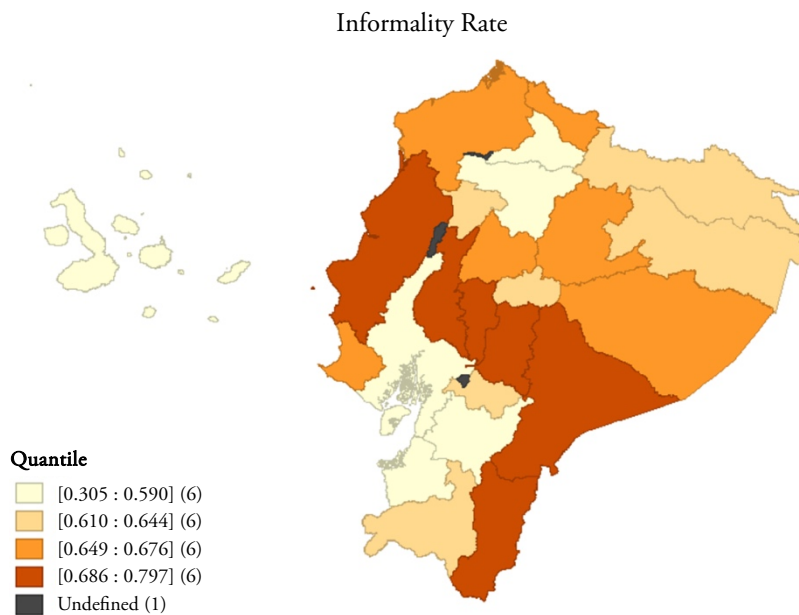 Informality Rate
Quantile
[0.305 : 0.590] (6)
[0.610 : 0.644] (6)
[0.649 : 0.676] (6)
[0.686 : 0.797] (6)
Undefined (1)